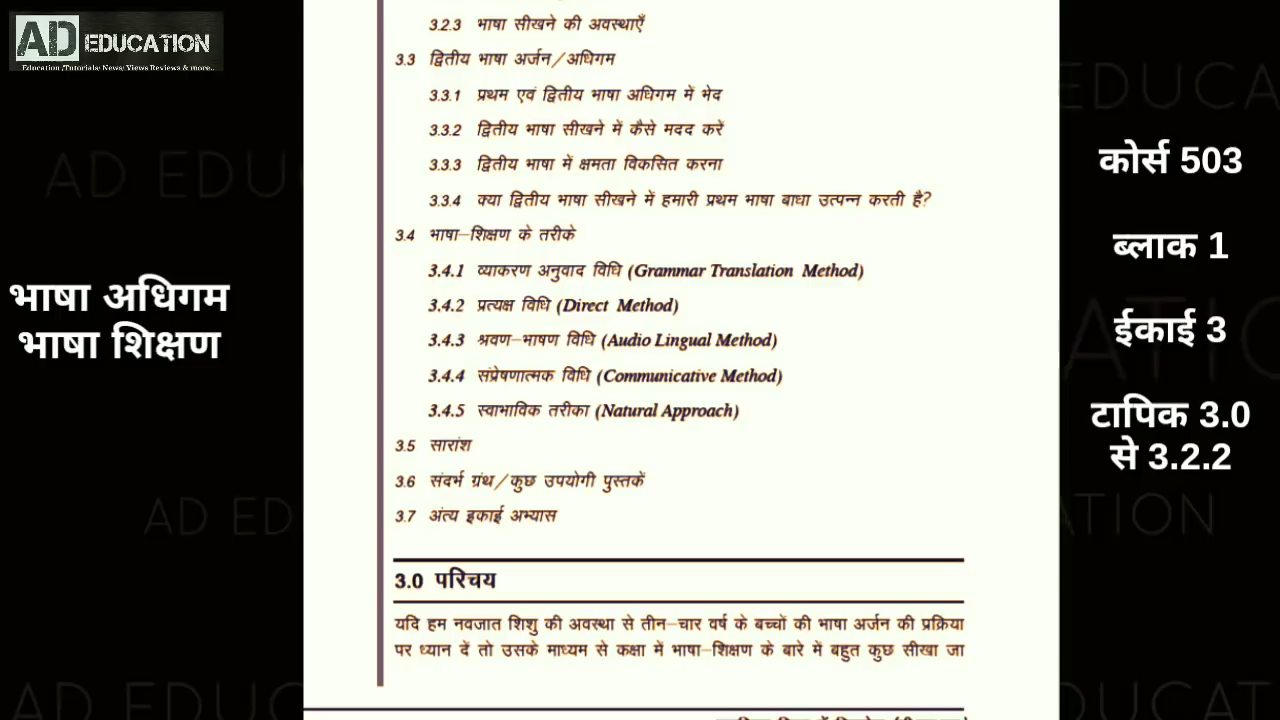 AD EDUCATION
Education /Tutorials/ News/ Views Reviews & more..
भाषा अधिगम
भाषा शिक्षण
3.2.3 भाषा सीखने की अवस्थाएँ
3.3 द्वितीय भाषा अर्जन/अधिगम
3.3.1 प्रथम एवं द्वितीय भाषा अधिगम में भेद
3.3.2 द्वितीय भाषा सीखने में कैसे मदद करें
3.3.3 द्वितीय भाषा में क्षमता विकसित करना
3.3.4 क्या द्वितीय भाषा सीखने में हमारी प्रथम भाषा बाधा उत्पन्न करती है?
3.4 भाषा–शिक्षण के तरीके
3.4.1 व्याकरण अनुवाद विधि (Grammar Translation Method)
3.4.2 प्रत्यक्ष विधि (Direct Method)
3.4.3 श्रवण–भाषण विधि (Audio Lingual Method)
3.4.4 संप्रेषणात्मक विधि (Communicative Method)
3.4.5 स्वाभाविक तरीका (Natural Approach)
3.5 सारांश
3.6 संदर्भ ग्रंथ/कुछ उपयोगी पुस्तकें
3.7 अंत्य इकाई अभ्यास
3.0 परिचय
यदि हम नवजात शिशु की अवस्था से तीन–चार वर्ष के बच्चों की भाषा अर्जन की प्रक्रिया
पर ध्यान दें तो उसके माध्यम से कक्षा में भाषा–शिक्षण के बारे में बहुत कुछ सीखा जा
कोर्स 503
ब्लाक 1
ईकाई 3
टापिक 3.0
से 3.2.2